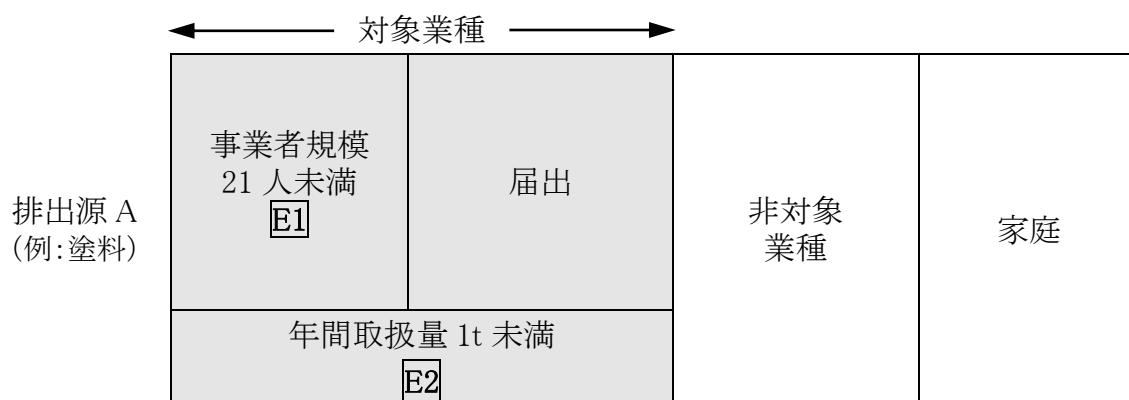 対象業種
事業者規模
21 人未満
E1
届出
排出源 A
(例:塗料)
非対象
業種
家庭
年間取扱量 1t 未満
E2